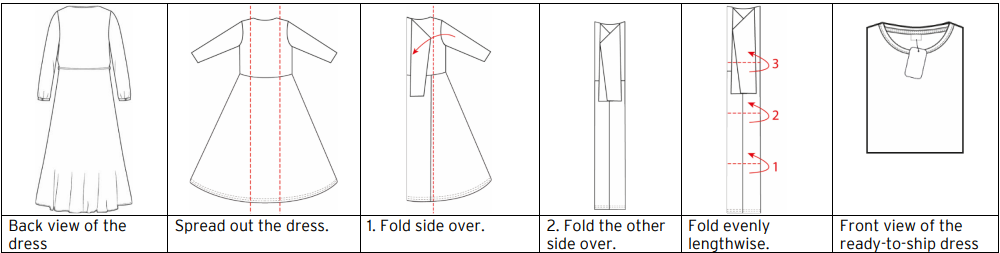 3
2
1
Back view of the
dress
Spread out the dress.
1. Fold side over.
2. Fold the other
side over.
Fold evenly
lengthwise.
Front view of the
ready-to-ship dress